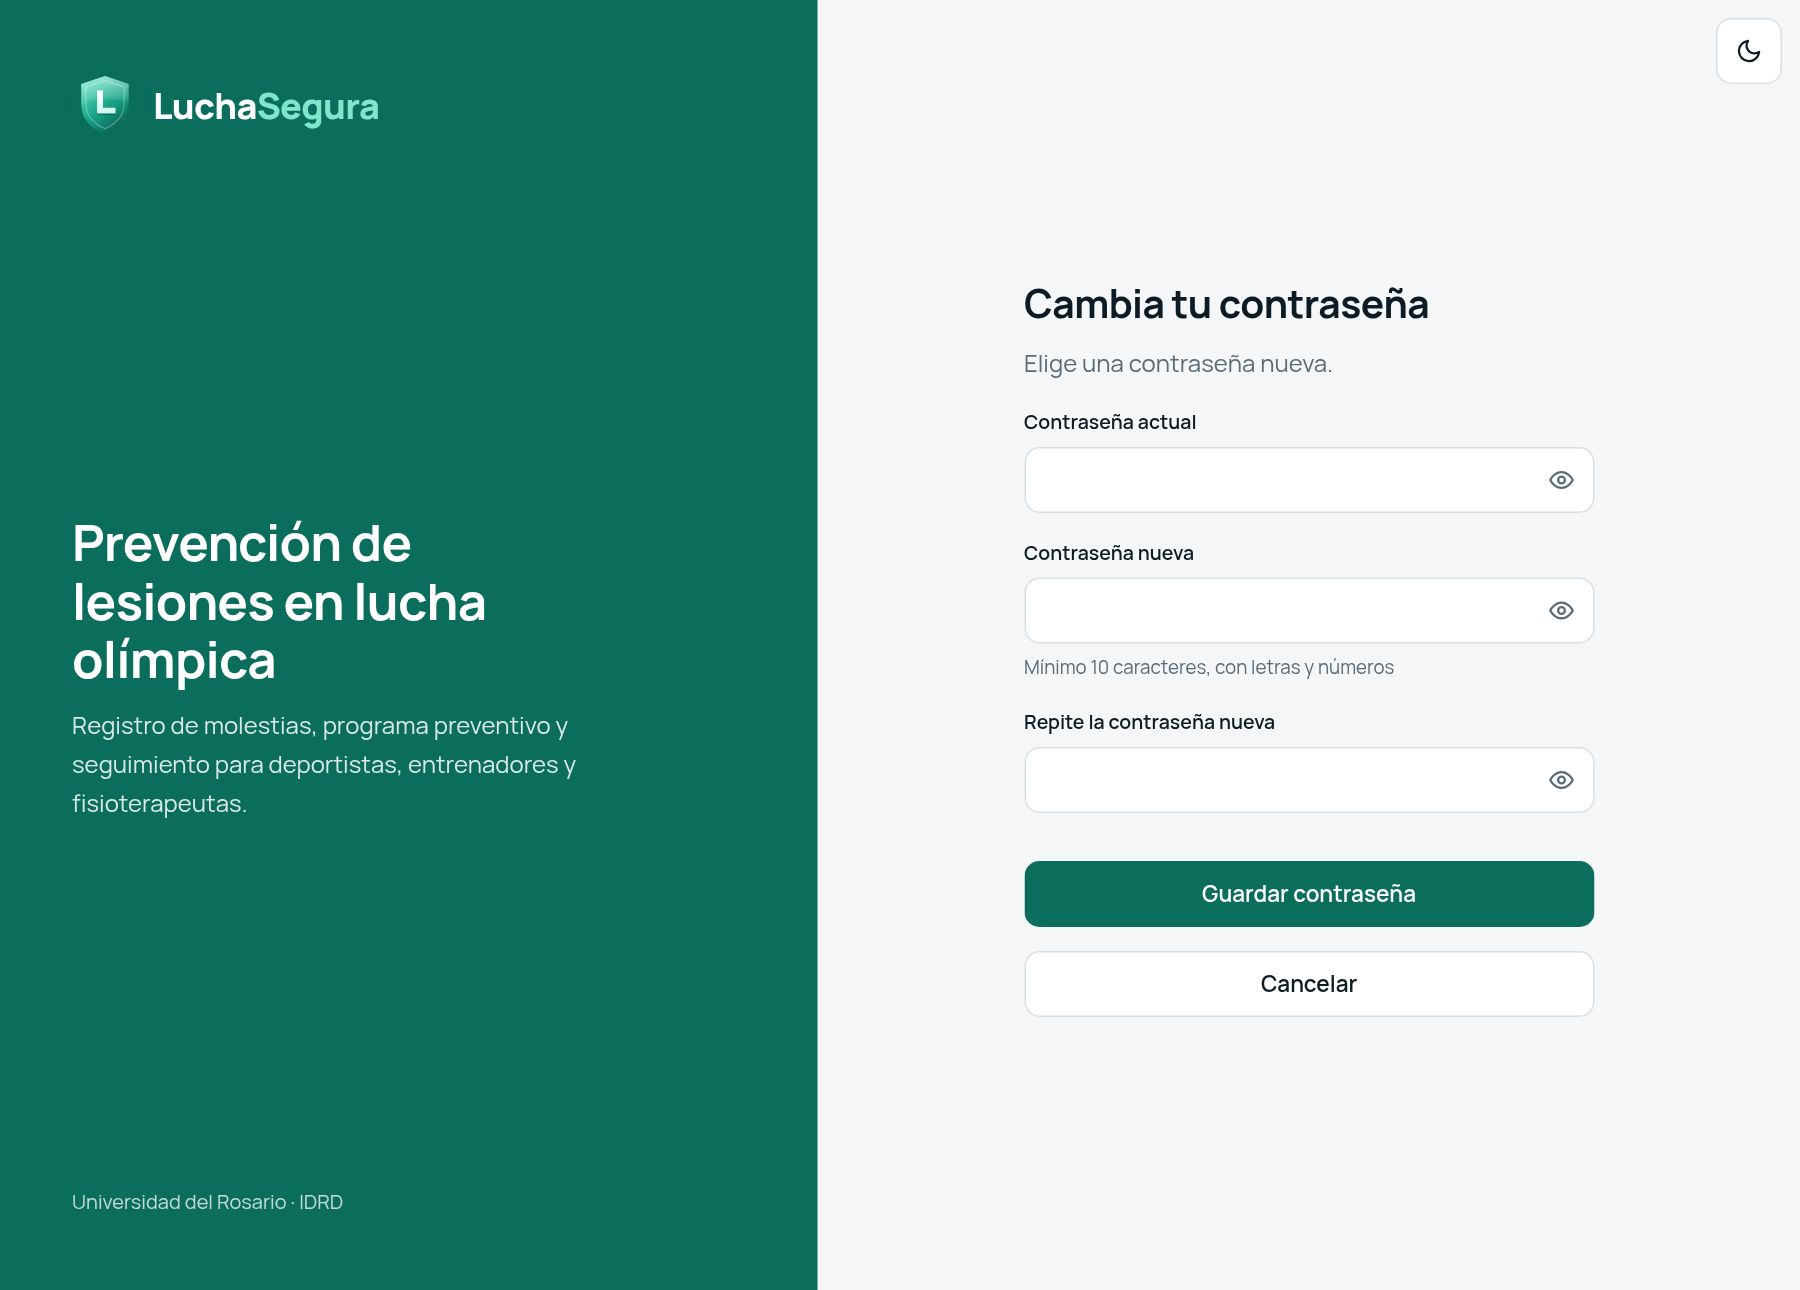 L
LuchaSegura
Prevención de
lesiones en lucha
olímpica
Registro de molestias, programa preventivo y
seguimiento para deportistas, entrenadores y
fisioterapeutas.
Universidad del Rosario · IDRD
Cambia tu contraseña
Elige una contraseña nueva.
Contraseña actual
Contraseña nueva
Mínimo 10 caracteres, con letras y números
Repite la contraseña nueva
Guardar contraseña
Cancelar